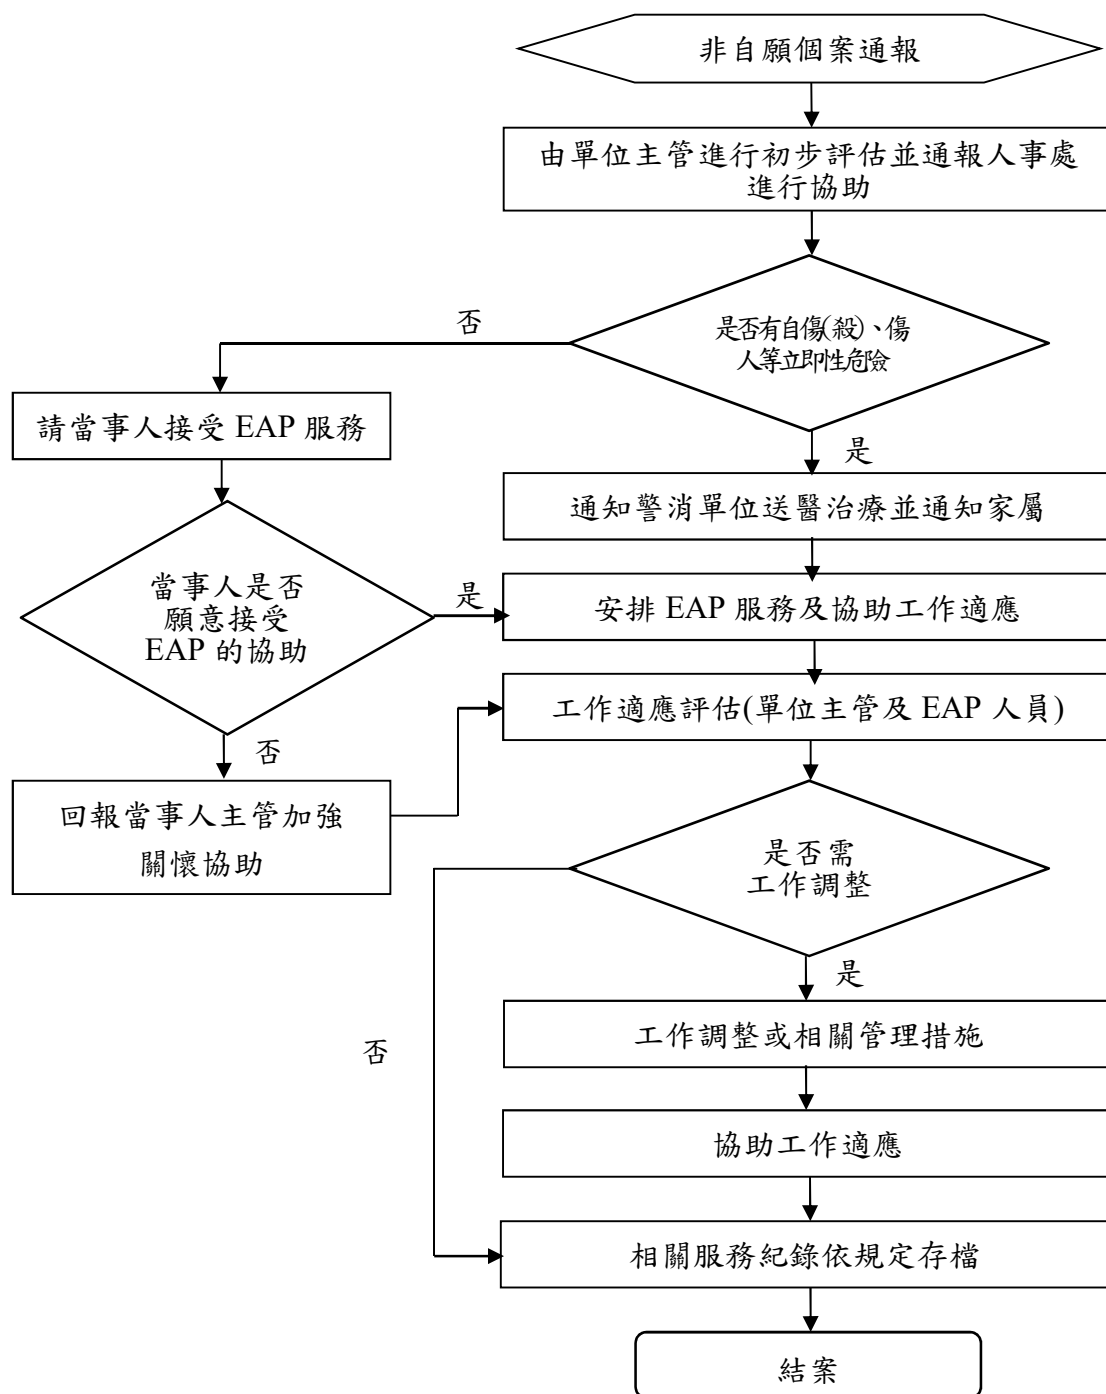 非自願個案通報
由單位主管進行初步評估並通報人事處
進行協助
否
是否有自傷(殺)、傷
人等立即性危險
請當事人接受 EAP 服務
是
通知警消單位送醫治療並通知家屬
當事人是否
願意接受
EAP 的協助
是
安排 EAP 服務及協助工作適應
工作適應評估(單位主管及 EAP 人員)
否
回報當事人主管加強
關懷協助
是否需
工作調整
是
否
工作調整或相關管理措施
協助工作適應
相關服務紀錄依規定存檔
結案